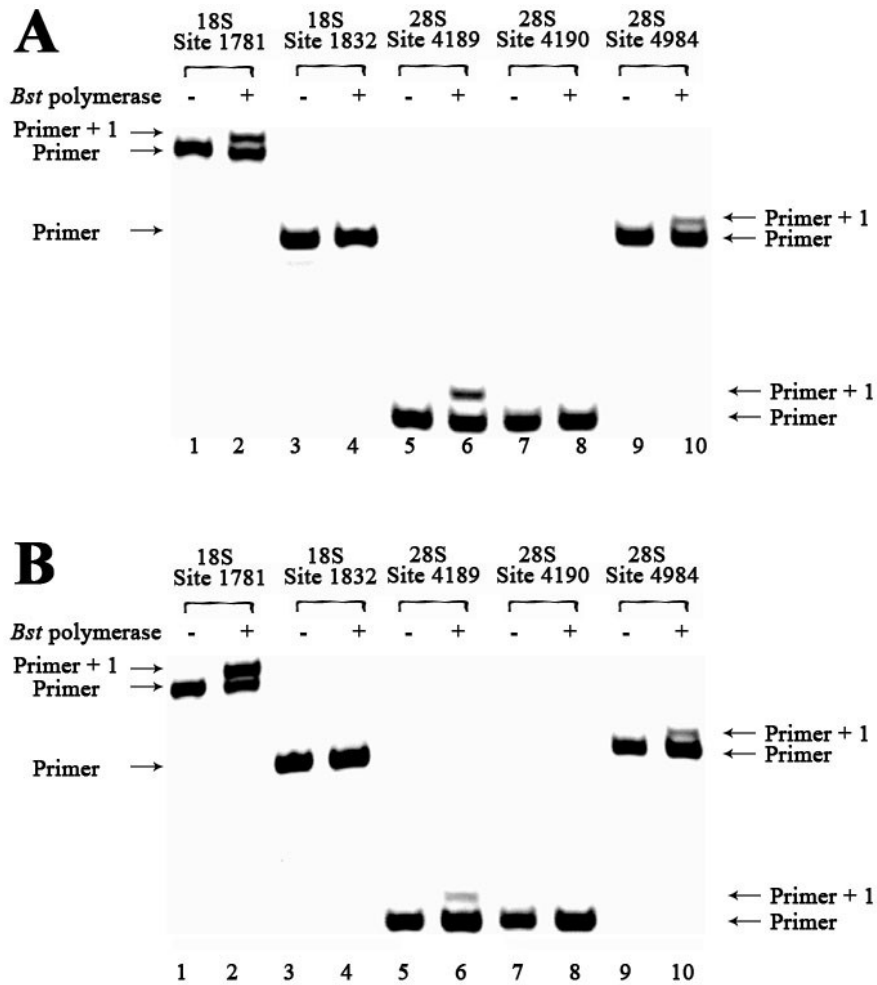 A
18S 18S 28S 28S 28S
Site 1781 Site 1832 Site 4189 Site 4190 Site 4984
Bst polymerase - + - + - + - + - +
Primer + 1
Primer
Primer
Primer + 1
Primer
Primer + 1
Primer
1 2 3 4 5 6 7 8 9 10
B
18S 18S 28S 28S 28S
Site 1781 Site 1832 Site 4189 Site 4190 Site 4984
Bst polymerase - + - + - + - + - +
Primer + 1
Primer
Primer
Primer + 1
Primer
Primer + 1
Primer
1 2 3 4 5 6 7 8 9 10